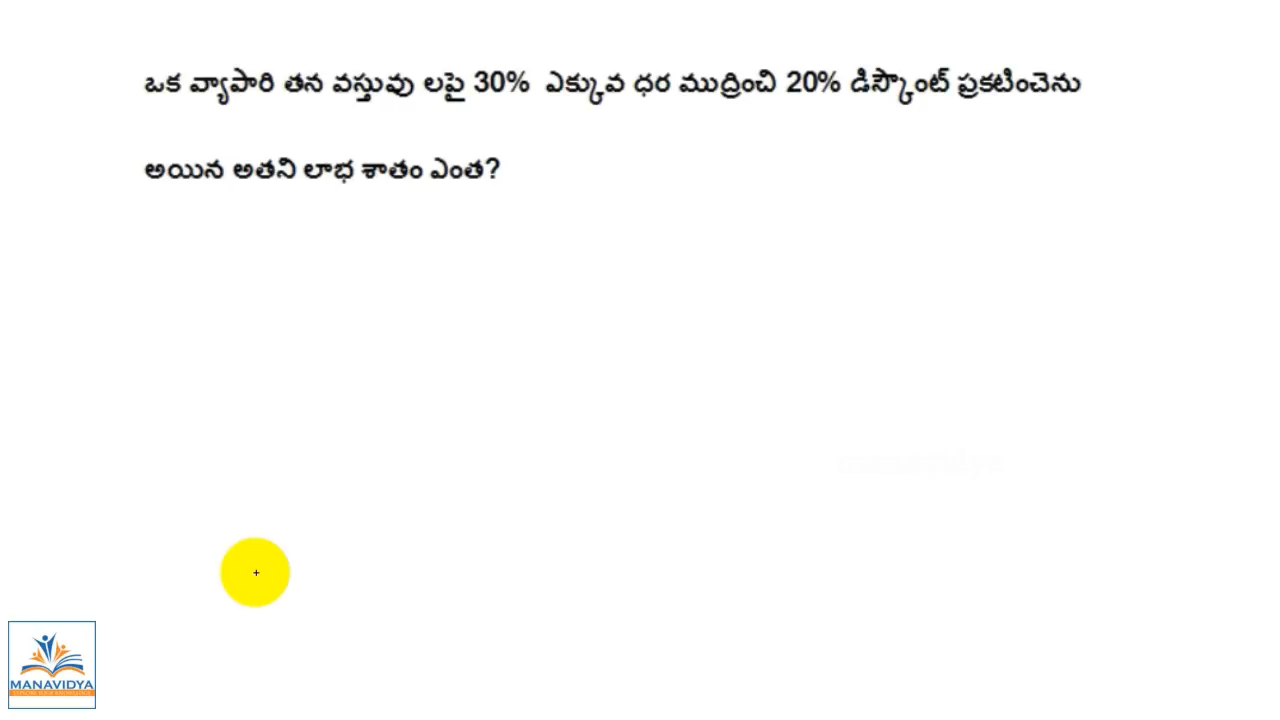 ఒక వ్యాపారి తన వస్తువు లపై 30% ఎక్కువ ధర ముద్రించి 20% డిస్కౌంట్ ప్రకటించెను
అయిన అతని లాభ శాతం ఎంత?
MANAVIDYA